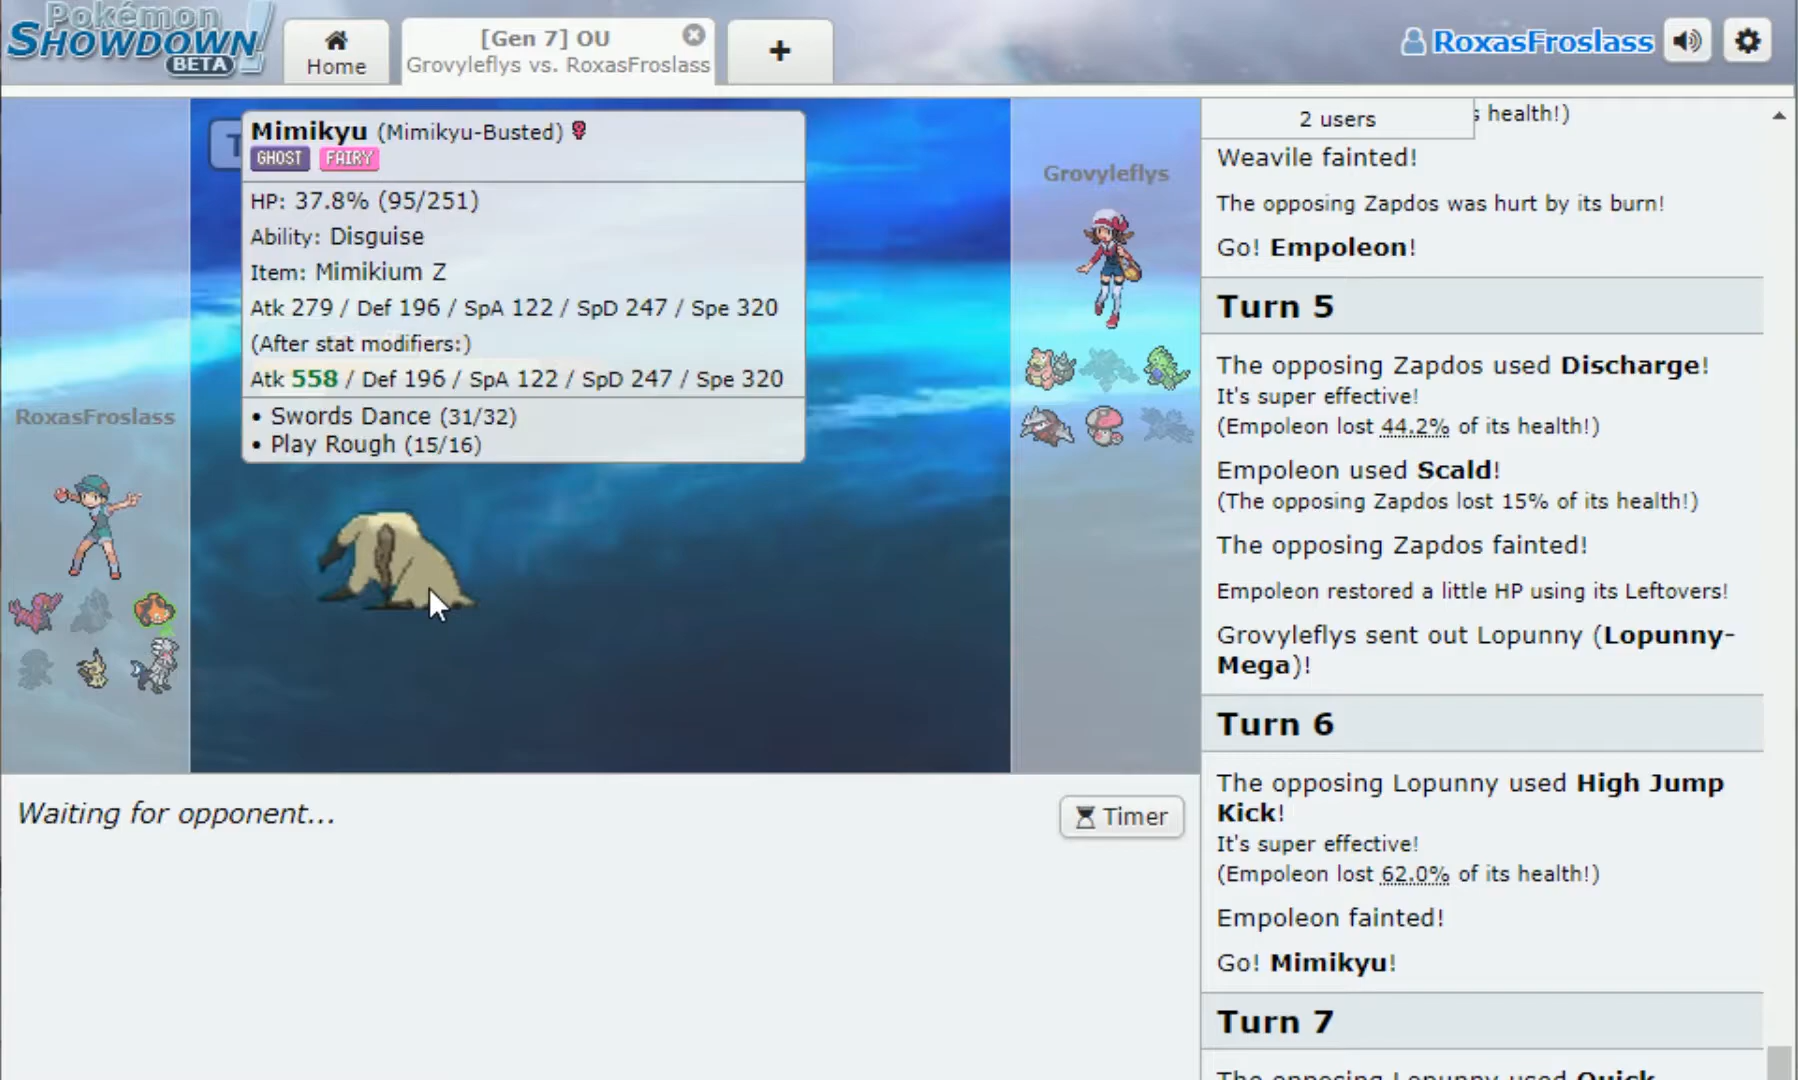 Pokémon
SHOWDOWN!
BETA
Home
[Gen 7] OU
Grovyleflys vs. RoxasFroslass
+
RoxasFroslass
Mimikyu (Mimikyu-Busted)
GHOST FAIRY
HP: 37.8% (95/251)
Ability: Disguise
Item: Mimikium Z
Atk 279 / Def 196 / SpA 122 / SpD 247 / Spe 320
(After stat modifiers:)
Atk 558 / Def 196 / SpA 122 / SpD 247 / Spe 320
• Swords Dance (31/32)
• Play Rough (15/16)
RoxasFroslass
Grovyleflys
Waiting for opponent...
Timer
2 users
health!)
Weavile fainted!
The opposing Zapdos was hurt by its burn!
Go! Empoleon!
Turn 5
The opposing Zapdos used Discharge!
It's super effective!
(Empoleon lost 44.2% of its health!)
Empoleon used Scald!
(The opposing Zapdos lost 15% of its health!)
The opposing Zapdos fainted!
Empoleon restored a little HP using its Leftovers!
Grovyleflys sent out Lopunny (Lopunny-
Mega)!
Turn 6
The opposing Lopunny used High Jump
Kick!
It's super effective!
(Empoleon lost 62.0% of its health!)
Empoleon fainted!
Go! Mimikyu!
Turn 7
The opposing Lopunny used Quick